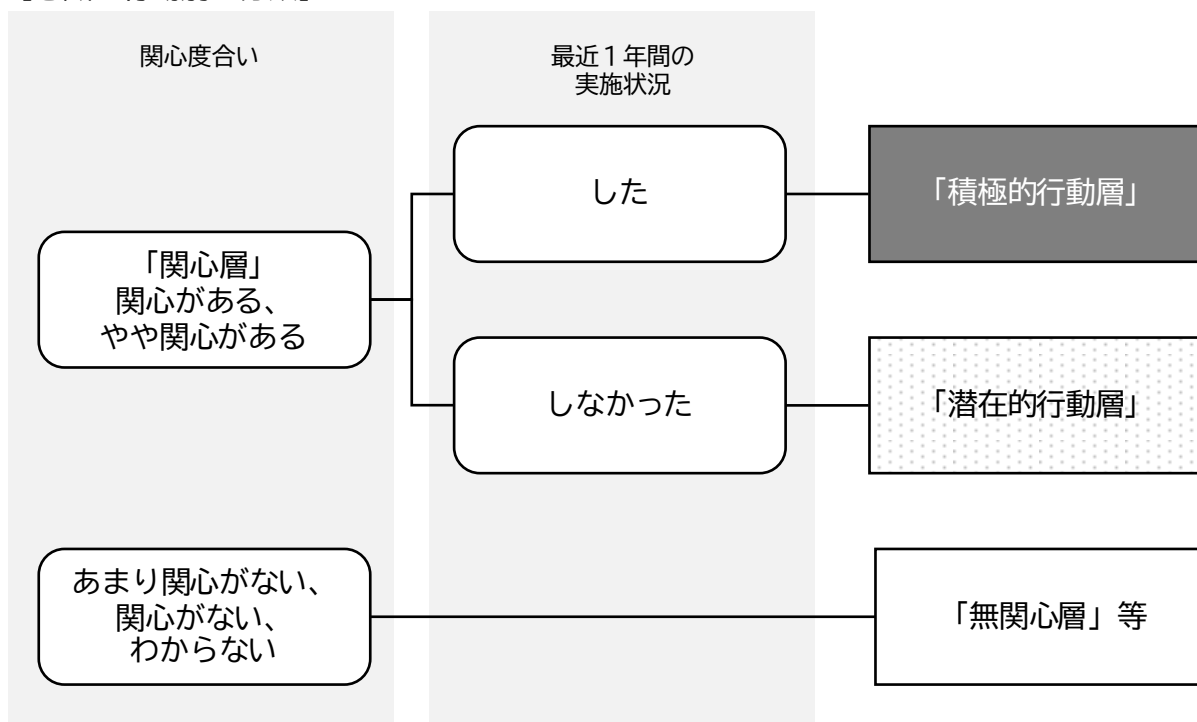 関心度合い
最近１年間の
実施状況
した
「積極的行動層」
「関心層」
関心がある、
やや関心がある
しなかった
「潜在的行動層」
あまり関心がない、
関心がない、
わからない
「無関心層」等